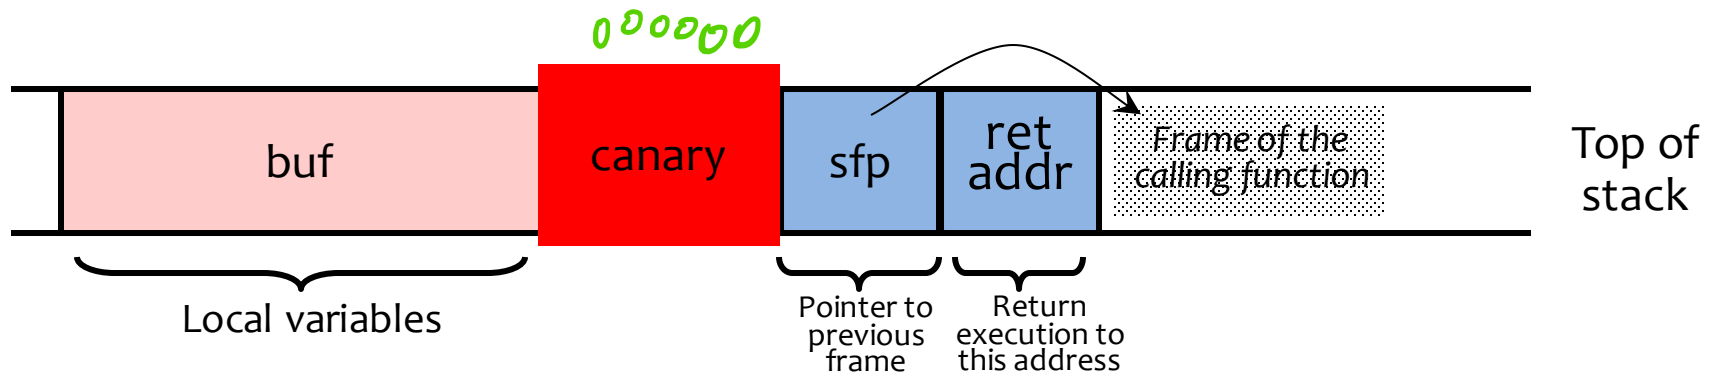 000000
buf
canary
sfp
ret
addr
Frame of the
calling function
Top of
stack
Local variables
Pointer to
previous
frame
Return
execution to
this address